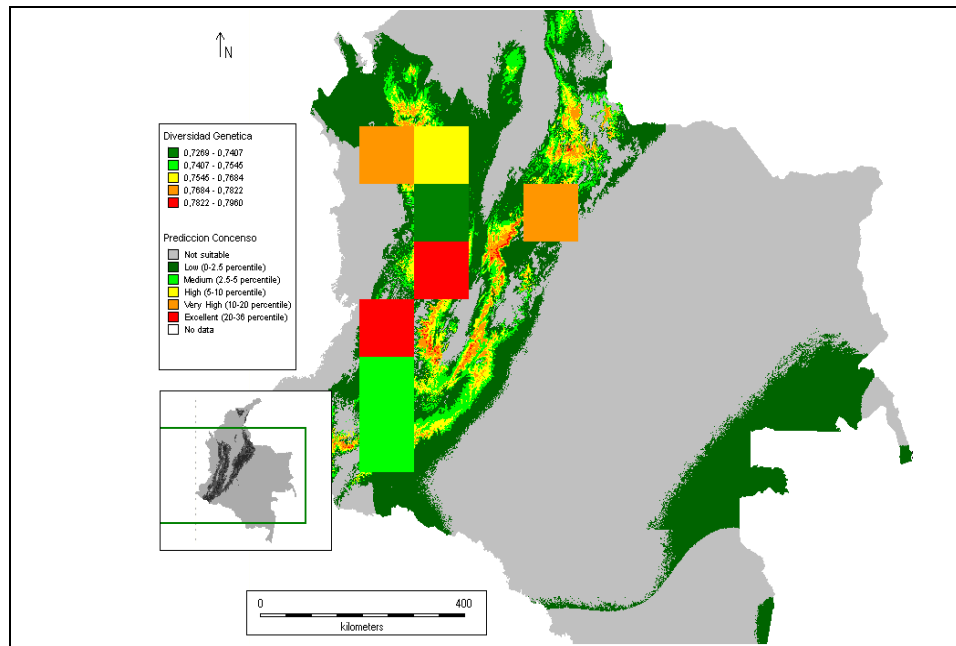 N
Diversidad Genetica
0,7269 - 0,7407
0,7407 - 0,7545
0,7545 - 0,7684
0,7684 - 0,7822
0,7822 - 0,7960
Prediccion Concenso
Not suitable
Low (0-2.5 percentile)
Medium (2.5-5 percentile)
High (5-10 percentile)
Very High (10-20 percentile)
Excellent (20-36 percentile)
No data
0 400
kilometers